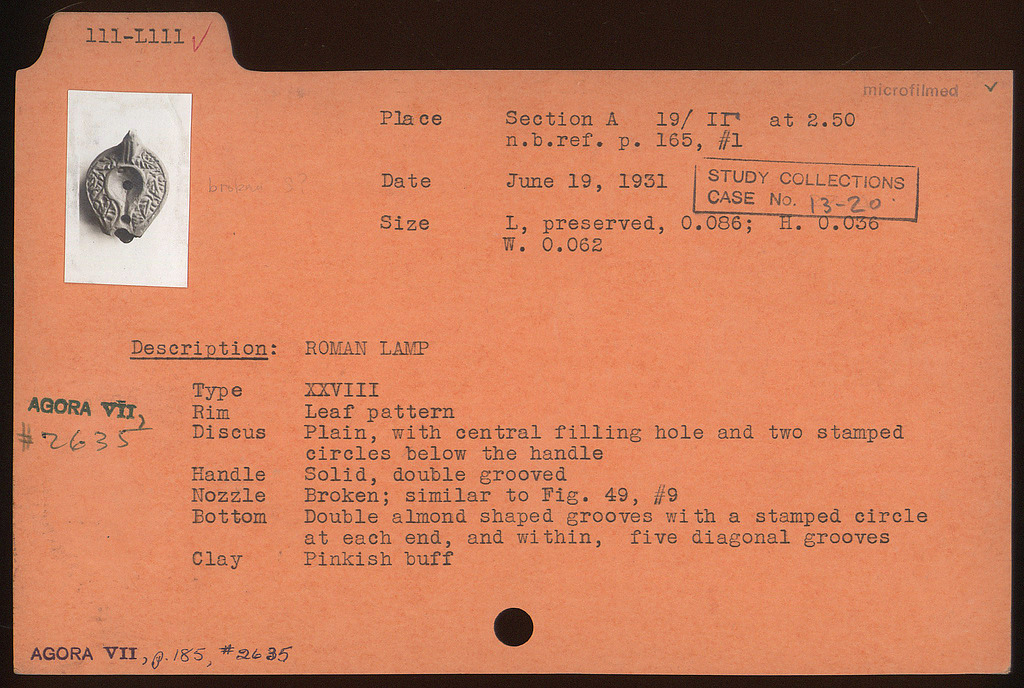 111-L111 ✓
microfilmed ✓
Place Section A 19/ ΙΓ at 2.50
n.b.ref. p. 165, #1
Date June 19, 1931
STUDY COLLECTIONS
CASE No. 13-20
Size L, preserved, 0.086; H. 0.036
W. 0.062
Description: ROMAN LAMP
Type XXVIII
Rim Leaf pattern
Discus Plain, with central filling hole and two stamped
circles below the handle
Handle Solid, double grooved
Nozzle Broken; similar to Fig. 49, #9
Bottom Double almond shaped grooves with a stamped circle
at each end, and within, five diagonal grooves
Clay Pinkish buff
AGORA VII,
#2635
AGORA VII, p.185, #2635